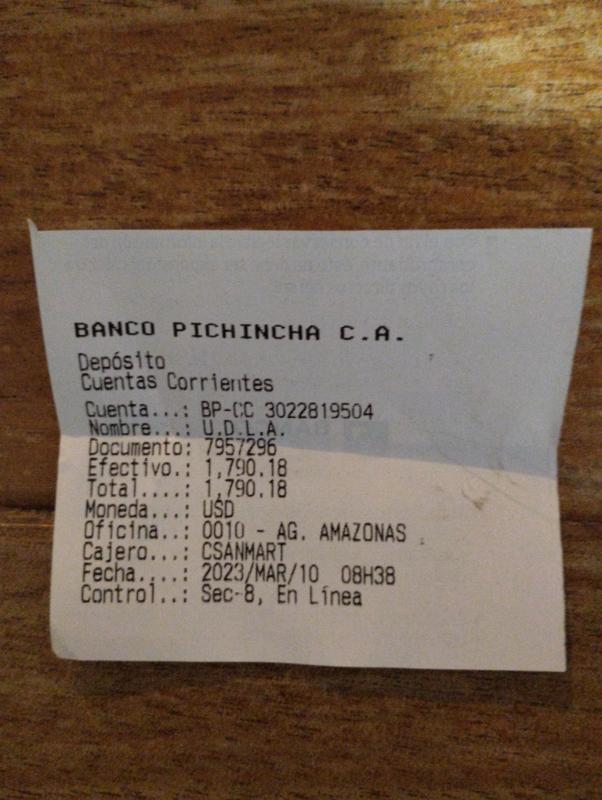 BANCO PICHINCHA C.A.
Depósito
Cuentas Corrientes
Cuenta...: BP-CC 3022819504
Nombre...: U.D.L.A.
Documento: 7957296
Efectivo.: 1,790.18
Total....: 1,790.18
Moneda...: USD
Oficina..: 0010 - AG. AMAZONAS
Cajero...: CSANMART
Fecha....: 2023/MAR/10 08H38
Control..: Sec-8, En Línea